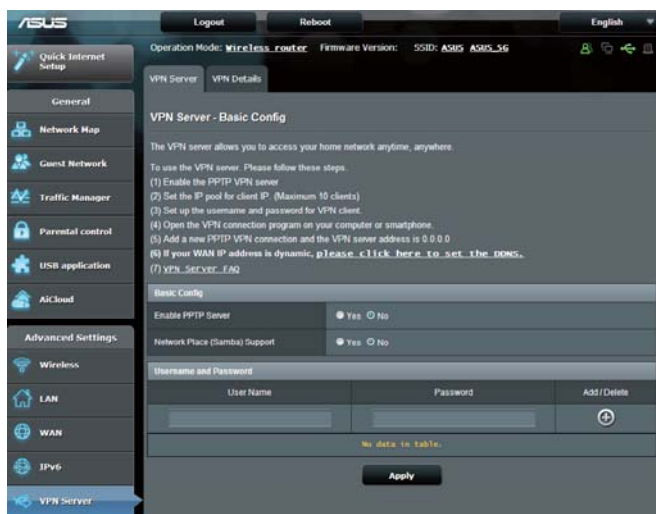 ASUS
Logout
Reboot
English
Quick Internet
Setup
Operation Mode: Wireless router Firmware Version: SSID: ASUS ASUS_5G
VPN Server
VPN Details
General
Network Map
Guest Network
Traffic Manager
Parental control
USB application
AiCloud
Advanced Settings
Wireless
LAN
WAN
IPv6
VPN Server
VPN Server - Basic Config
The VPN server allows you to access your home network anytime, anywhere.
To use the VPN server. Please follow these steps.
(1) Enable the PPTP VPN server
(2) Set the IP pool for client IP. (Maximum 10 clients)
(3) Set up the username and password for VPN client.
(4) Open the VPN connection program on your computer or smartphone.
(5) Add a new PPTP VPN connection and the VPN server address is 0.0.0.0
(6) If your WAN IP address is dynamic, please click here to set the DDNS.
(7) VPN Server FAQ
Basic Config
Enable PPTP Server Yes No
Network Place (Samba) Support Yes No
Username and Password
User Name Password Add / Delete
No data in table.
Apply